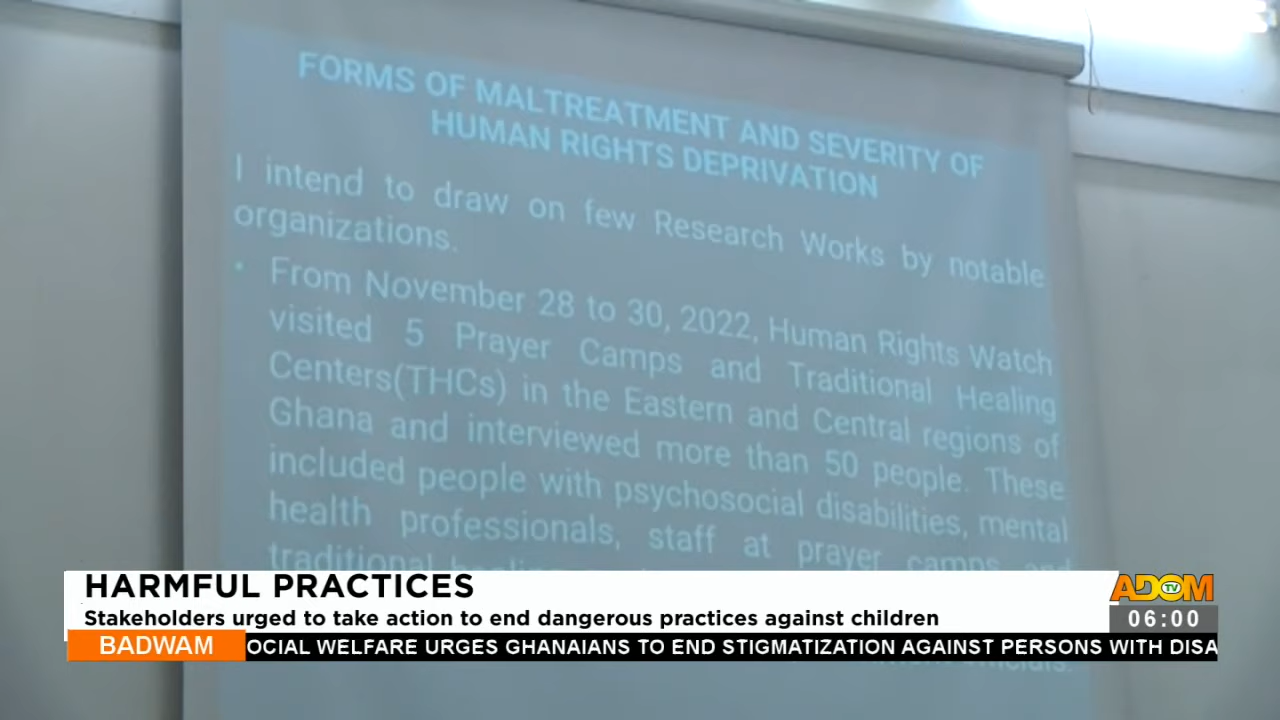 FORMS OF MALTREATMENT AND SEVERITY OF
HUMAN RIGHTS DEPRIVATION
I intend to draw on few Research Works by notable
organizations.
• From November 28 to 30, 2022, Human Rights Watch
visited 5 Prayer Camps and Traditional Healing
Centers(THCs) in the Eastern and Central regions of
Ghana and interviewed more than 50 people. These
included people with psychosocial disabilities, mental
health professionals, staff at prayer camps and
traditional
HARMFUL PRACTICES
Stakeholders urged to take action to end dangerous practices against children
ADOM TV
06:00
BADWAM
OCIAL WELFARE URGES GHANAIANS TO END STIGMATIZATION AGAINST PERSONS WITH DISA